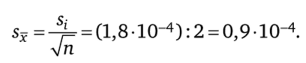 s_x̅ = s_i/√n = (1,8·10⁻⁴) : 2 = 0,9·10⁻⁴.